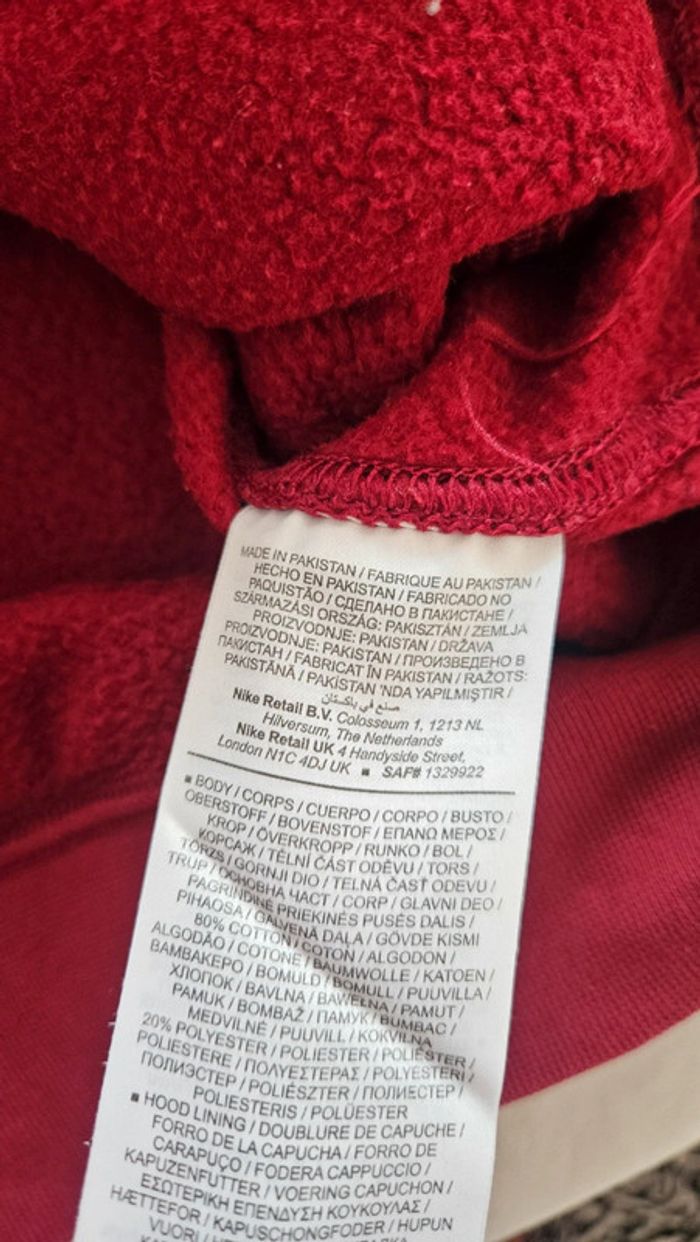 MADE IN PAKISTAN / FABRIQUE AU PAKISTAN /
HECHO EN PAKISTAN / FABRICADO NO
PAQUISTÃO / СДЕЛАНО В ПАКИСТАНЕ /
SZÁRMAZÁSI ORSZÁG: PAKISZTÁN / ZEMLJA
PROIZVODNJE: PAKISTAN / DRŽAVA
PROIZVODNJE: PAKISTAN / ПРОИЗВЕДЕНО В
ПАКИСТАН / FABRICAT ÎN PAKISTAN / RAŽOTS:
PAKISTĀNĀ / PAKİSTAN 'NDA YAPILMIŞTIR /
صنع في باكستان
Nike Retail B.V. Colosseum 1, 1213 NL
Hilversum, The Netherlands
Nike Retail UK 4 Handyside Street,
London N1C 4DJ UK ▪ SAF# 1329922
▪ BODY / CORPS / CUERPO / CORPO / BUSTO /
OBERSTOFF / BOVENSTOF / ΕΠΑΝΩ ΜΕΡΟΣ /
KROP / ÖVERKROPP / RUNKO / BOL /
КОРСАЖ / TĚLNÍ ČÁST ODĚVU / TORS /
TÖRZS / GORNJI DIO / TELNÁ ČASŤ ODEVU /
TRUP / ОСНОВНА ЧАСТ / CORP / GLAVNI DEO /
PAGRINDINĖ PRIEKINĖS PUSĖS DALIS /
PIHAOSA / GALVENĀ DAĻA / GÖVDE KISMI
80% COTTON / COTON / ALGODON /
ALGODÃO / COTONE / BAUMWOLLE / KATOEN /
ΒΑΜΒΑΚΕΡΟ / BOMULD / BOMULL / PUUVILLA /
ХЛОПОК / BAVLNA / BAWEŁNA / PAMUT /
PAMUK / BOMBAŽ / ПАМУК / BUMBAC /
MEDVILNĖ / PUUVILL / KOKVILNA
20% POLYESTER / POLIESTER / POLIÉSTER /
POLIESTERE / ΠΟΛΥΕΣΤΕΡΑΣ / POLYESTERI /
ПОЛИЭСТЕР / POLIÉSZTER / ПОЛИЕСТЕР /
POLIESTERIS / POLÜESTER
▪ HOOD LINING / DOUBLURE DE CAPUCHE /
FORRO DE LA CAPUCHA / FORRO DE
CARAPUÇO / FODERA CAPPUCCIO /
KAPUZENFUTTER / VOERING CAPUCHON /
ΕΣΩΤΕΡΙΚΗ ΕΠΕΝΔΥΣΗ ΚΟΥΚΟΥΛΑΣ /
HÆTTEFOR / KAPUSCHONGFODER / HUPUN
VUORI /